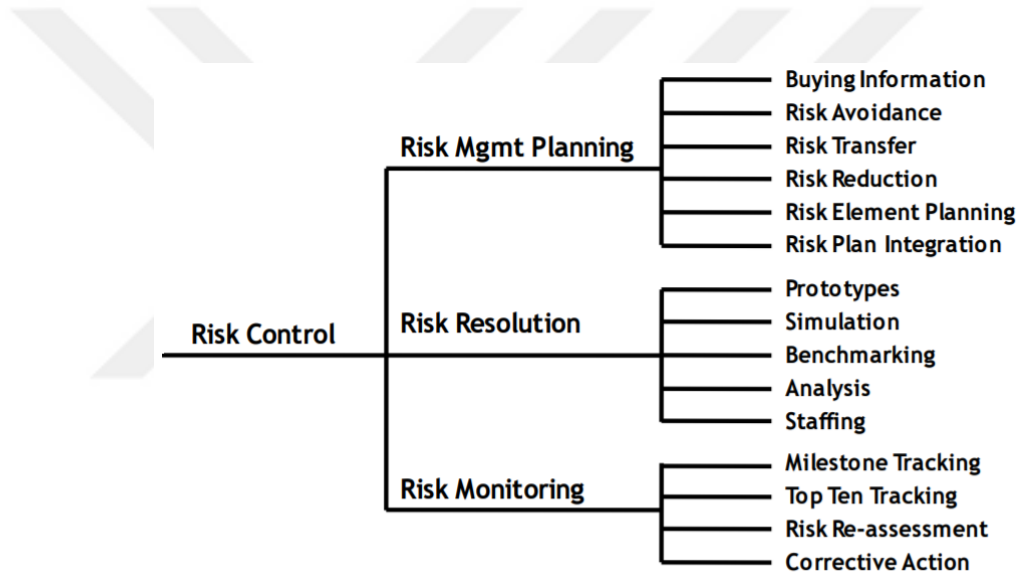 Risk Control
Risk Mgmt Planning
Buying Information
Risk Avoidance
Risk Transfer
Risk Reduction
Risk Element Planning
Risk Plan Integration
Risk Resolution
Prototypes
Simulation
Benchmarking
Analysis
Staffing
Risk Monitoring
Milestone Tracking
Top Ten Tracking
Risk Re-assessment
Corrective Action